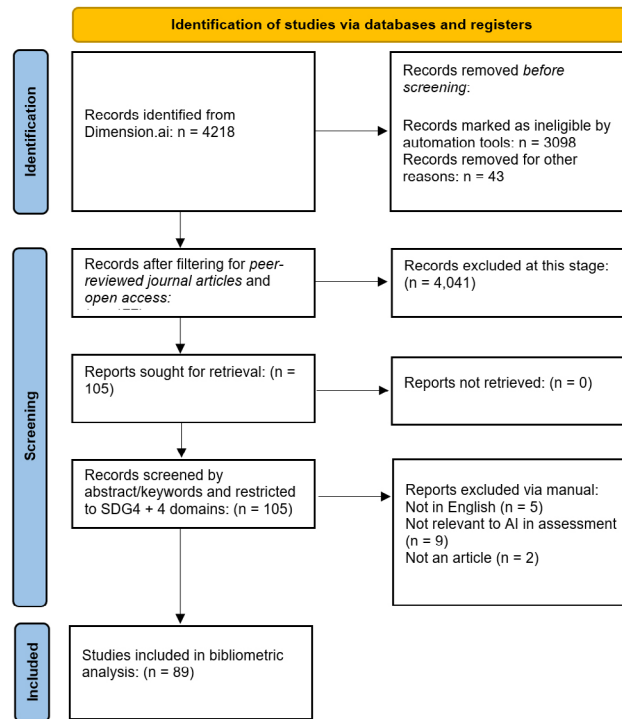 Identification of studies via databases and registers
Identification
Records identified from
Dimension.ai: n = 4218
Records removed before
screening:
Records marked as ineligible by
automation tools: n = 3098
Records removed for other
reasons: n = 43
Screening
Records after filtering for peer-
reviewed journal articles and
open access:
Records excluded at this stage:
(n = 4,041)
Reports sought for retrieval: (n =
105)
Reports not retrieved: (n = 0)
Records screened by
abstract/keywords and restricted
to SDG4 + 4 domains: (n = 105)
Reports excluded via manual:
Not in English (n = 5)
Not relevant to AI in assessment
(n = 9)
Not an article (n = 2)
Included
Studies included in bibliometric
analysis: (n = 89)